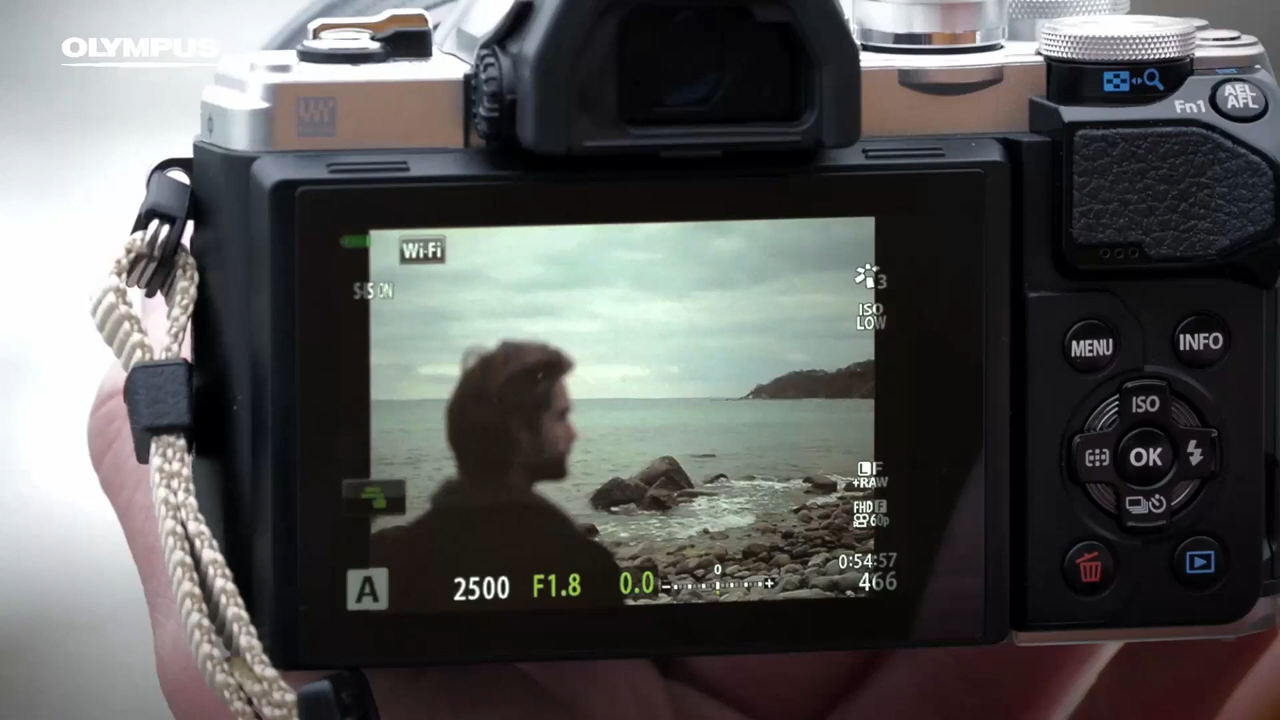 OLYMPUS
Fn1
AEL
AFL
Wi-Fi
S-IS ON
3
ISO
LOW
MENU
INFO
ISO
OK
LF
+RAW
FHD F
60p
0:54:57
A
2500 F1.8 0.0
- 0 +
466